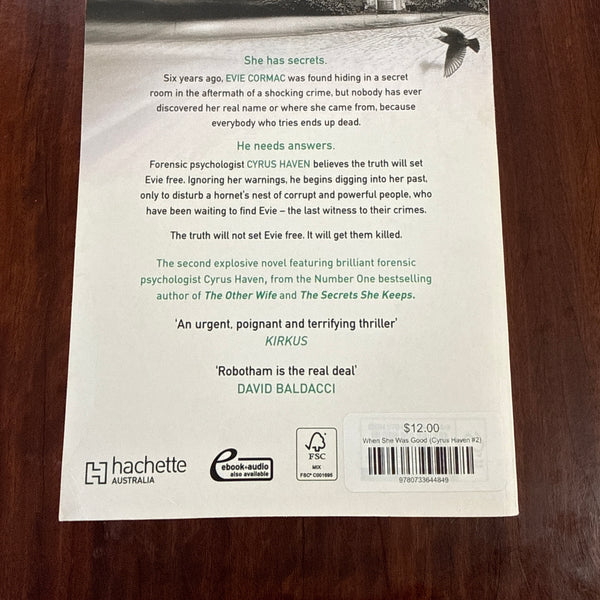 She has secrets.
Six years ago, EVIE CORMAC was found hiding in a secret
room in the aftermath of a shocking crime, but nobody has ever
discovered her real name or where she came from, because
everybody who tries ends up dead.
He needs answers.
Forensic psychologist CYRUS HAVEN believes the truth will set
Evie free. Ignoring her warnings, he begins digging into her past,
only to disturb a hornet's nest of corrupt and powerful people, who
have been waiting to find Evie – the last witness to their crimes.
The truth will not set Evie free. It will get them killed.
The second explosive novel featuring brilliant forensic
psychologist Cyrus Haven, from the Number One bestselling
author of The Other Wife and The Secrets She Keeps.
'An urgent, poignant and terrifying thriller'
KIRKUS
'Robotham is the real deal'
DAVID BALDACCI
hachette
AUSTRALIA
ebook+audio
also available
FSC
MIX
FSC® C001695
$12.00
When She Was Good (Cyrus Haven #2)
9780733644849